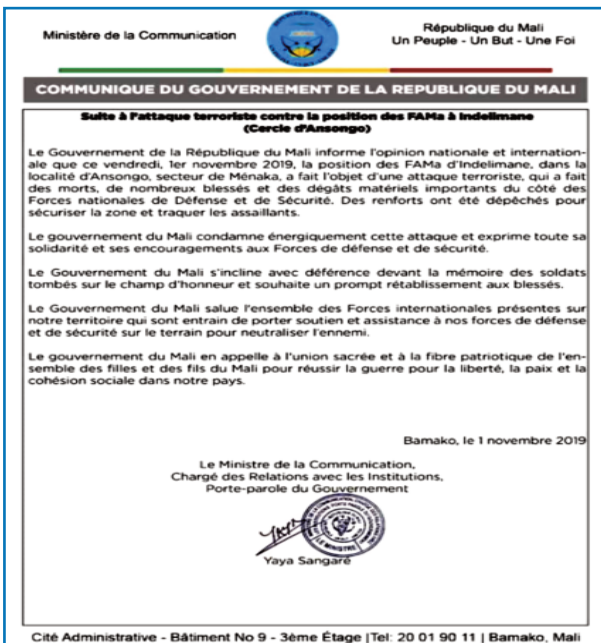 Ministère de la Communication
République du Mali
Un Peuple - Un But - Une Foi
COMMUNIQUE DU GOUVERNEMENT DE LA REPUBLIQUE DU MALI
Suite à l'attaque terroriste contre la position des FAMa à Indelimane
(Cercle d'Ansongo)
Le Gouvernement de la République du Mali informe l'opinion nationale et internation-
ale que ce vendredi, 1er novembre 2019, la position des FAMa d'Indelimane, dans la
localité d'Ansongo, secteur de Ménaka, a fait l'objet d'une attaque terroriste, qui a fait
des morts, de nombreux blessés et des dégâts matériels importants du côté des
Forces nationales de Défense et de Sécurité. Des renforts ont été dépêchés pour
sécuriser la zone et traquer les assaillants.
Le gouvernement du Mali condamne énergiquement cette attaque et exprime toute sa
solidarité et ses encouragements aux Forces de défense et de sécurité.
Le Gouvernement du Mali s'incline avec déférence devant la mémoire des soldats
tombés sur le champ d'honneur et souhaite un prompt rétablissement aux blessés.
Le Gouvernement du Mali salue l'ensemble des Forces internationales présentes sur
notre territoire qui sont entrain de porter soutien et assistance à nos forces de défense
et de sécurité sur le terrain pour neutraliser l'ennemi.
Le gouvernement du Mali en appelle à l'union sacrée et à la fibre patriotique de l'en-
semble des filles et des fils du Mali pour réussir la guerre pour la liberté, la paix et la
cohésion sociale dans notre pays.
Bamako, le 1 novembre 2019
Le Ministre de la Communication,
Chargé des Relations avec les Institutions,
Porte-parole du Gouvernement
LE MINISTRE
Yaya Sangaré
Cité Administrative - Bâtiment No 9 - 3ème Étage |Tel: 20 01 90 11 | Bamako, Mali